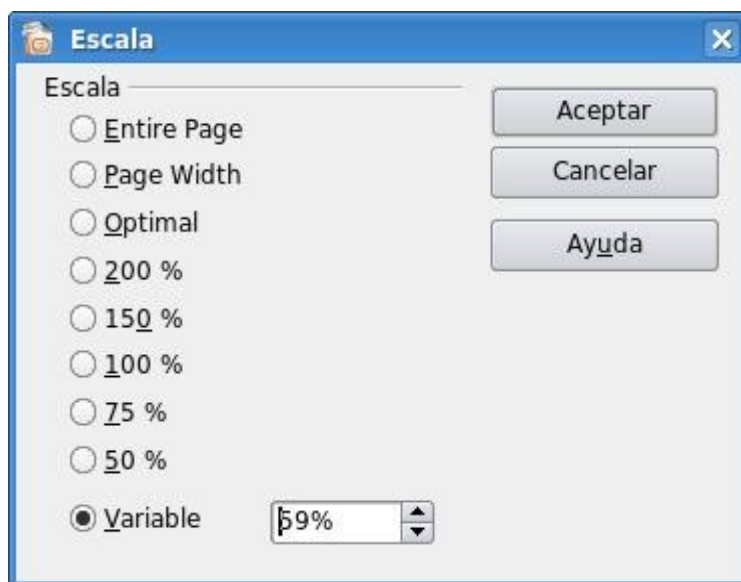 Escala
Escala
Entire Page
Page Width
Optimal
200 %
150 %
100 %
75 %
50 %
Variable
59%
Aceptar
Cancelar
Ayuda